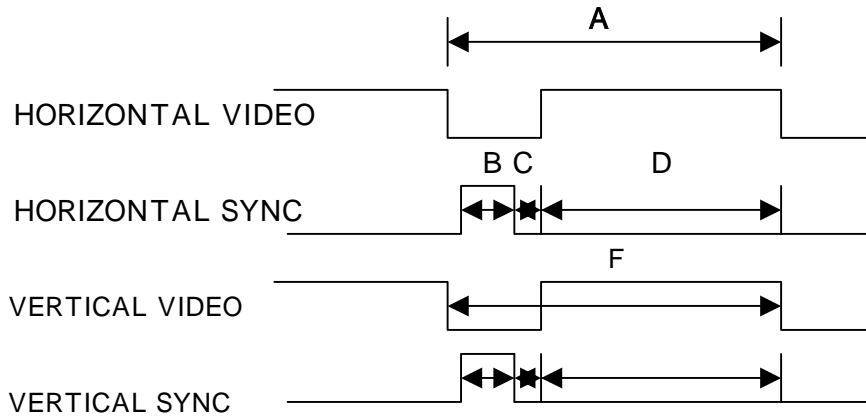 A
HORIZONTAL VIDEO
B C D
HORIZONTAL SYNC
F
VERTICAL VIDEO
VERTICAL SYNC